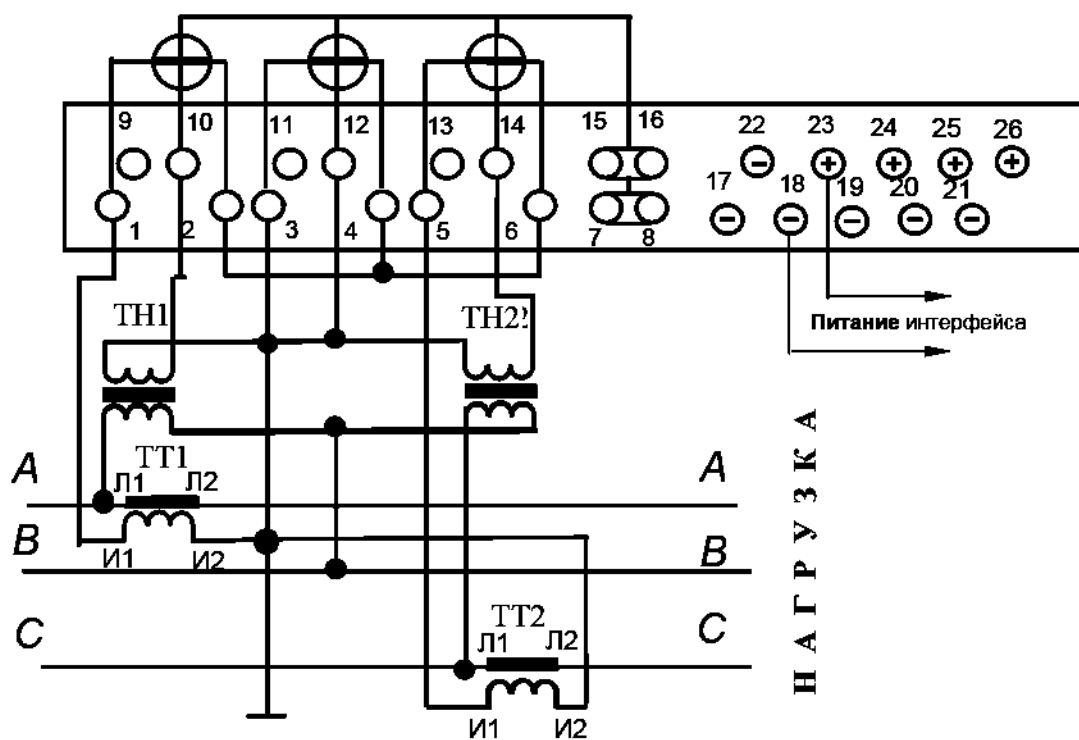 9 10 11 12 13 14 15 16
22 23 24 25 26
17 18 19 20 21
1 2 3 4 5 6 7 8
ТН1 ТН2
Питание интерфейса
ТТ1
А Л1 Л2 А
В И1 И2 В
ТТ2
С Л1 Л2 С
И1 И2
НАГРУЗКА